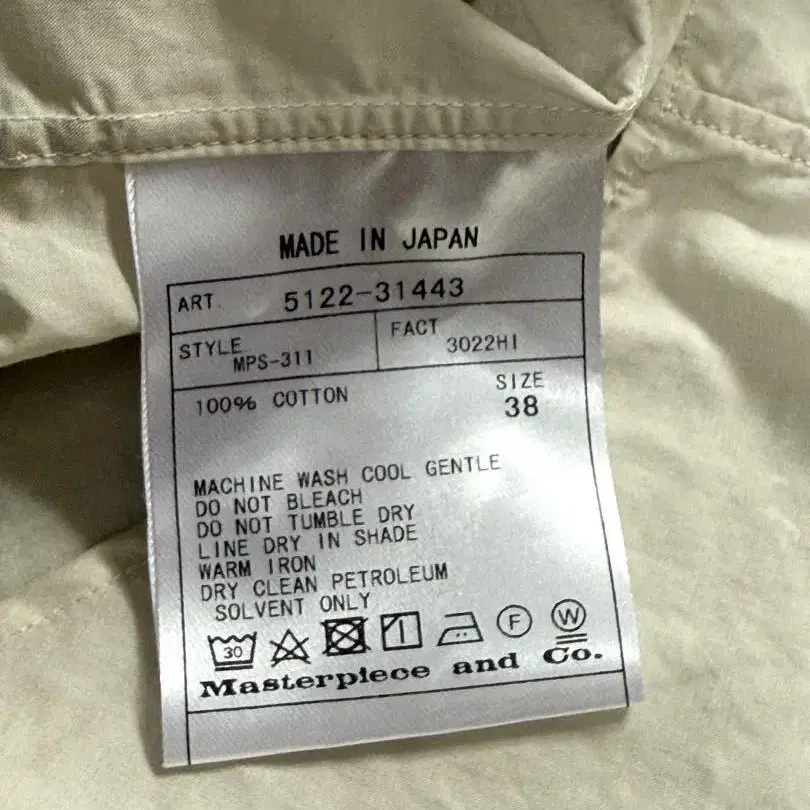 MADE IN JAPAN
ART. 5122-31443
STYLE MPS-311 FACT 3022HI
100% COTTON SIZE 38
MACHINE WASH COOL GENTLE
DO NOT BLEACH
DO NOT TUMBLE DRY
LINE DRY IN SHADE
WARM IRON
DRY CLEAN PETROLEUM
SOLVENT ONLY
30 F W
Masterpiece and Co.